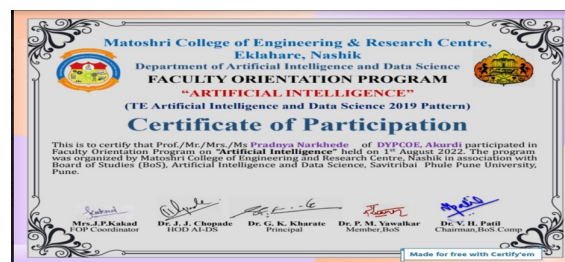 Matoshri College of Engineering & Research Centre,
Eklahare, Nashik
Department of Artificial Intelligence and Data Science
FACULTY ORIENTATION PROGRAM
“ARTIFICIAL INTELLIGENCE”
(TE Artificial Intelligence and Data Science 2019 Pattern)
Certificate of Participation
This is to certify that Prof./Mr./Mrs./Ms Pradnya Narkhede of DYPCOE, Akurdi participated in
Faculty Orientation Program on "Artificial Intelligence" held on 1st August 2022. The program
was organized by Matoshri College of Engineering and Research Centre, Nashik in association with
Board of Studies (BoS), Artificial Intelligence and Data Science, Savitribai Phule Pune University,
Pune.
Mrs.J.P.Kakad Dr. J. J. Chopade Dr. G. K. Kharate Dr. P. M. Yawalkar Dr. V. H. Patil
FOP Coordinator HOD AI-DS Principal Member,BoS Chairman,BoS Comp
Made for free with Certify'em